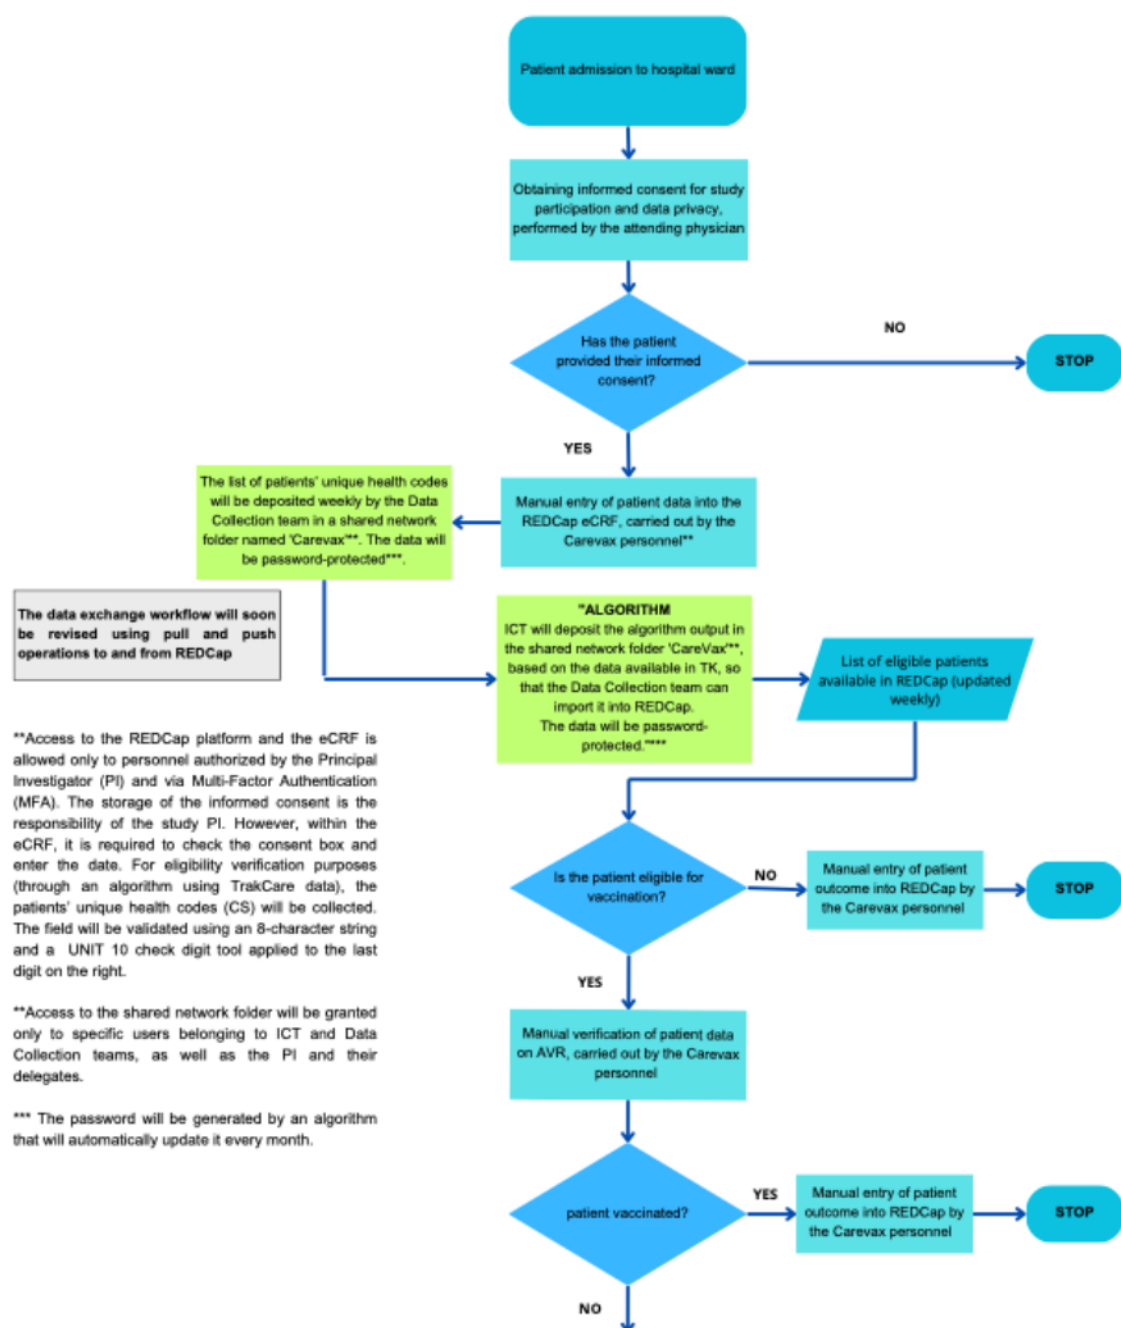 Patient admission to hospital ward
Obtaining informed consent for study
participation and data privacy,
performed by the attending physician
Has the patient
provided their informed
consent?
NO
STOP
YES
Manual entry of patient data into the
REDCap eCRF, carried out by the
Carevax personnel**
The list of patients' unique health codes
will be deposited weekly by the Data
Collection team in a shared network
folder named 'Carevax'**. The data will
be password-protected***.
The data exchange workflow will soon
be revised using pull and push
operations to and from REDCap
"ALGORITHM
ICT will deposit the algorithm output in
the shared network folder 'CareVax'**,
based on the data available in TK, so
that the Data Collection team can
import it into REDCap.
The data will be password-
protected."***
List of eligible patients
available in REDCap (updated
weekly)
**Access to the REDCap platform and the eCRF is
allowed only to personnel authorized by the Principal
Investigator (PI) and via Multi-Factor Authentication
(MFA). The storage of the informed consent is the
responsibility of the study PI. However, within the
eCRF, it is required to check the consent box and
enter the date. For eligibility verification purposes
(through an algorithm using TrakCare data), the
patients' unique health codes (CS) will be collected.
The field will be validated using an 8-character string
and a UNIT 10 check digit tool applied to the last
digit on the right.
**Access to the shared network folder will be granted
only to specific users belonging to ICT and Data
Collection teams, as well as the PI and their
delegates.
*** The password will be generated by an algorithm
that will automatically update it every month.
Is the patient eligible for
vaccination?
NO
Manual entry of patient
outcome into REDCap by
the Carevax personnel
STOP
YES
Manual verification of patient data
on AVR, carried out by the Carevax
personnel
patient vaccinated?
YES
Manual entry of patient
outcome into REDCap by
the Carevax personnel
STOP
NO